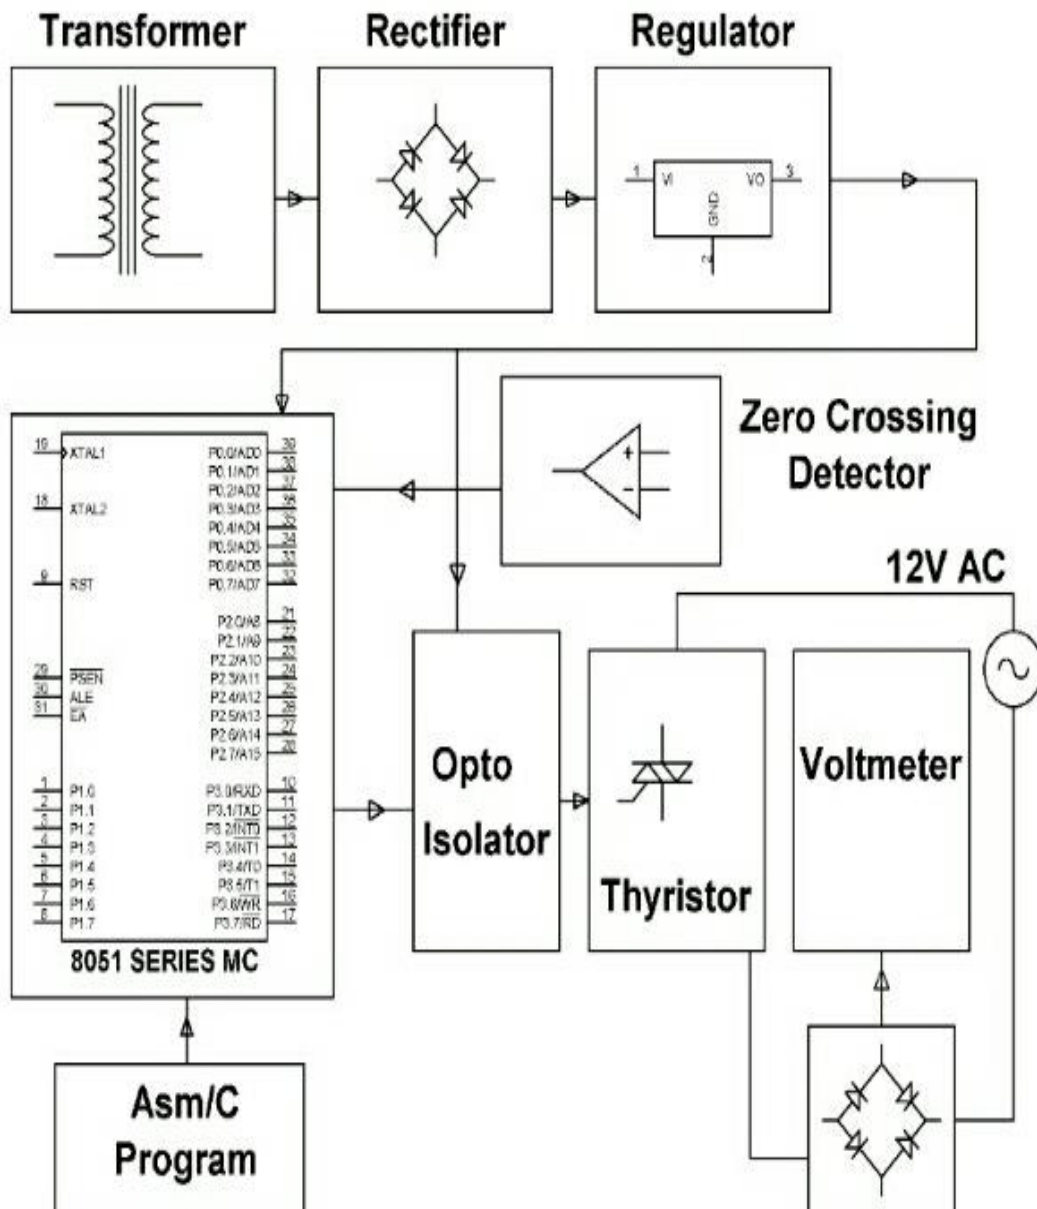 Transformer
Rectifier
Regulator
1
VI
VO
3
GND
2
Zero Crossing
Detector
12V AC
19 XTAL1
18 XTAL2
9 RST
29 PSEN
30 ALE
31 EA
1 P1.0
2 P1.1
3 P1.2
4 P1.3
5 P1.4
6 P1.5
7 P1.6
8 P1.7
P0.0/AD0 39
P0.1/AD1 38
P0.2/AD2 37
P0.3/AD3 36
P0.4/AD4 35
P0.5/AD5 34
P0.6/AD6 33
P0.7/AD7 32
P2.0/A8 21
P2.1/A9 22
P2.2/A10 23
P2.3/A11 24
P2.4/A12 25
P2.5/A13 26
P2.6/A14 27
P2.7/A15 28
P3.0/RXD 10
P3.1/TXD 11
P3.2/INT0 12
P3.3/INT1 13
P3.4/T0 14
P3.5/T1 15
P3.6/WR 16
P3.7/RD 17
8051 SERIES MC
Opto
Isolator
Thyristor
Voltmeter
+
-
Asm/C
Program